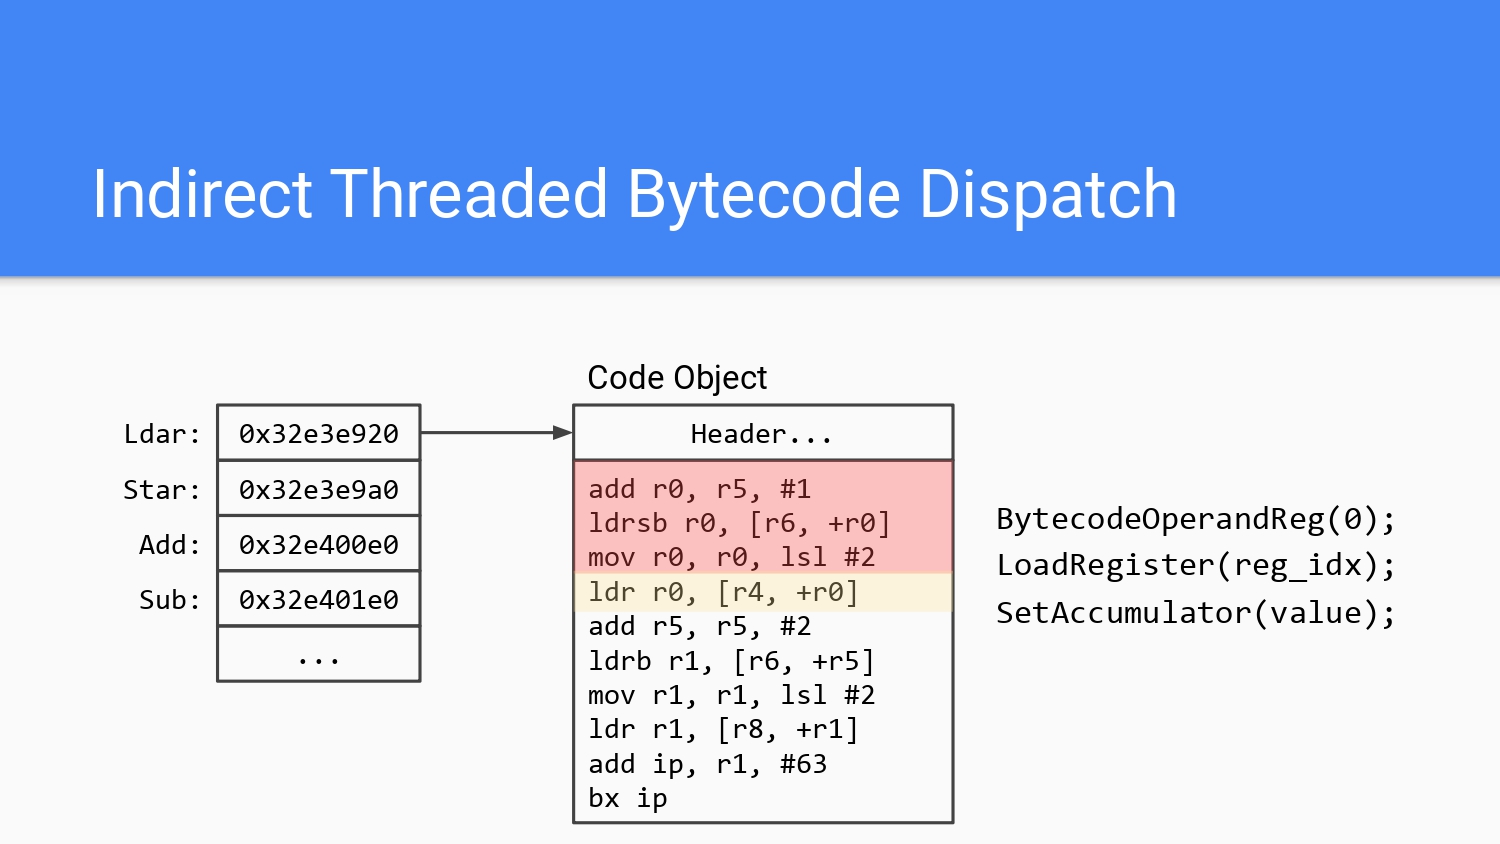 Indirect Threaded Bytecode Dispatch
Code Object
Ldar: 0x32e3e920
Star: 0x32e3e9a0
Add: 0x32e400e0
Sub: 0x32e401e0
...
Header...
add r0, r5, #1
ldrsb r0, [r6, +r0]
mov r0, r0, lsl #2
ldr r0, [r4, +r0]
add r5, r5, #2
ldrb r1, [r6, +r5]
mov r1, r1, lsl #2
ldr r1, [r8, +r1]
add ip, r1, #63
bx ip
BytecodeOperandReg(0);
LoadRegister(reg_idx);
SetAccumulator(value);